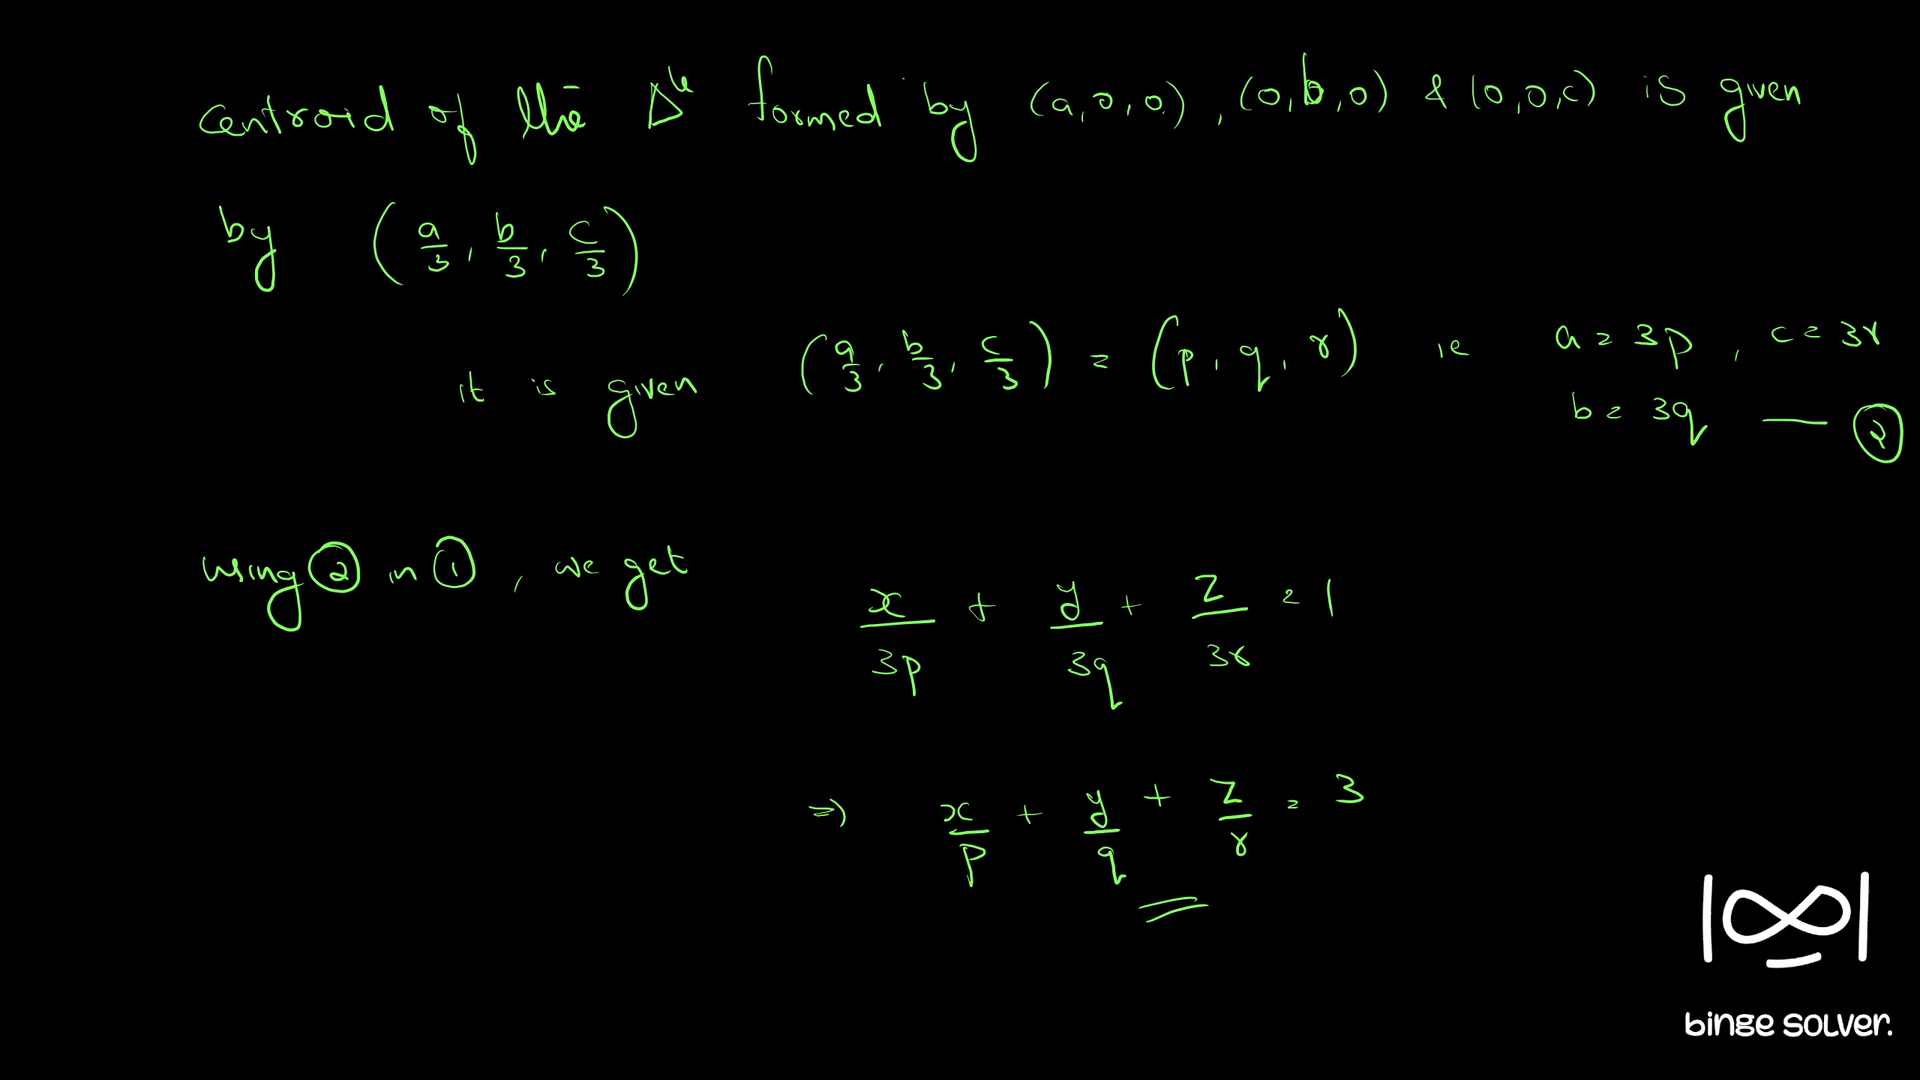 centroid of the Δle formed by (a,0,0), (0,b,0) & (0,0,c) is given
by (a/3, b/3, c/3)
it is given (a/3, b/3, c/3) = (p, q, r) ie a = 3p, c = 3r
b = 3q — ②
using ② in ①, we get
x/3p + y/3q + z/3r = 1
⇒ x/p + y/q + z/r = 3
binge solver.